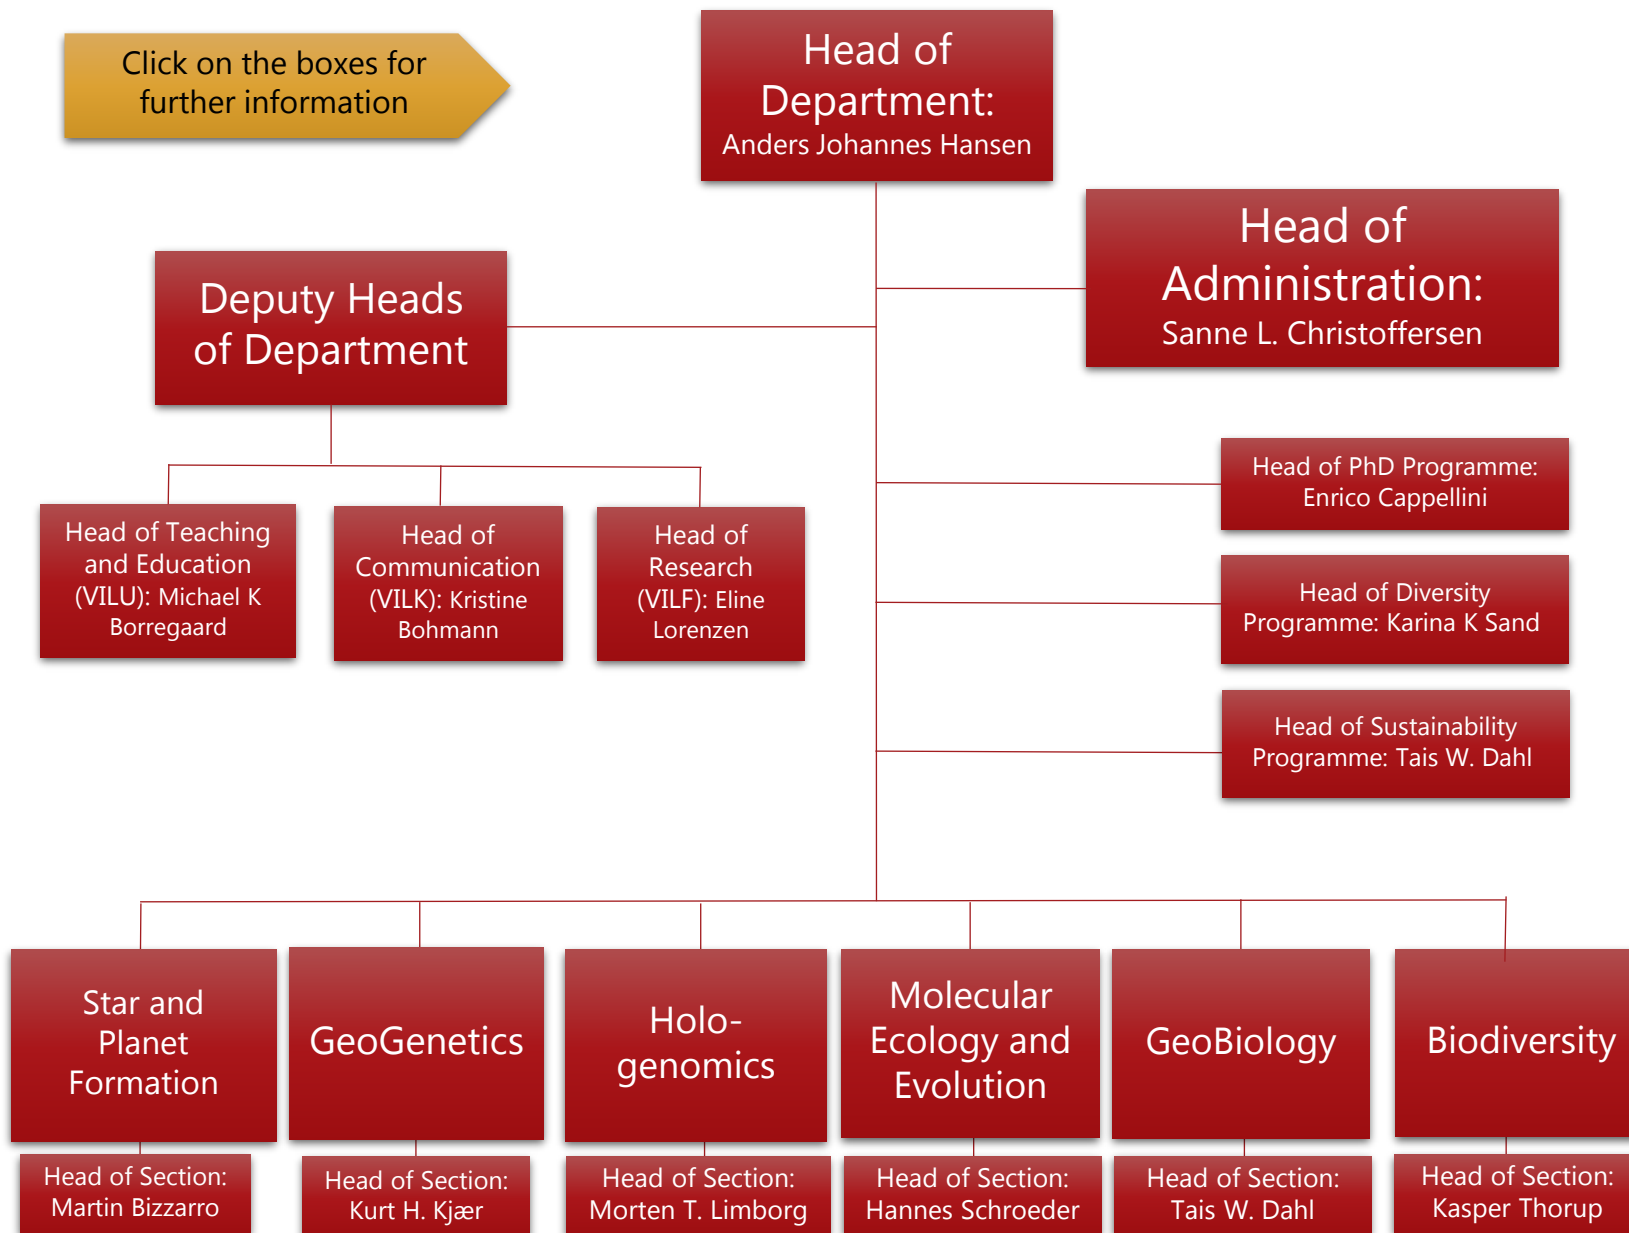 Click on the boxes for
further information
Head of
Department:
Anders Johannes Hansen
Head of
Administration:
Sanne L. Christoffersen
Deputy Heads
of Department
Head of Teaching
and Education
(VILU): Michael K
Borregaard
Head of
Communication
(VILK): Kristine
Bohmann
Head of
Research
(VILF): Eline
Lorenzen
Head of PhD Programme:
Enrico Cappellini
Head of Diversity
Programme: Karina K Sand
Head of Sustainability
Programme: Tais W. Dahl
Star and
Planet
Formation
GeoGenetics
Holo-
genomics
Molecular
Ecology and
Evolution
GeoBiology
Biodiversity
Head of Section:
Martin Bizzarro
Head of Section:
Kurt H. Kjær
Head of Section:
Morten T. Limborg
Head of Section:
Hannes Schroeder
Head of Section:
Tais W. Dahl
Head of Section:
Kasper Thorup